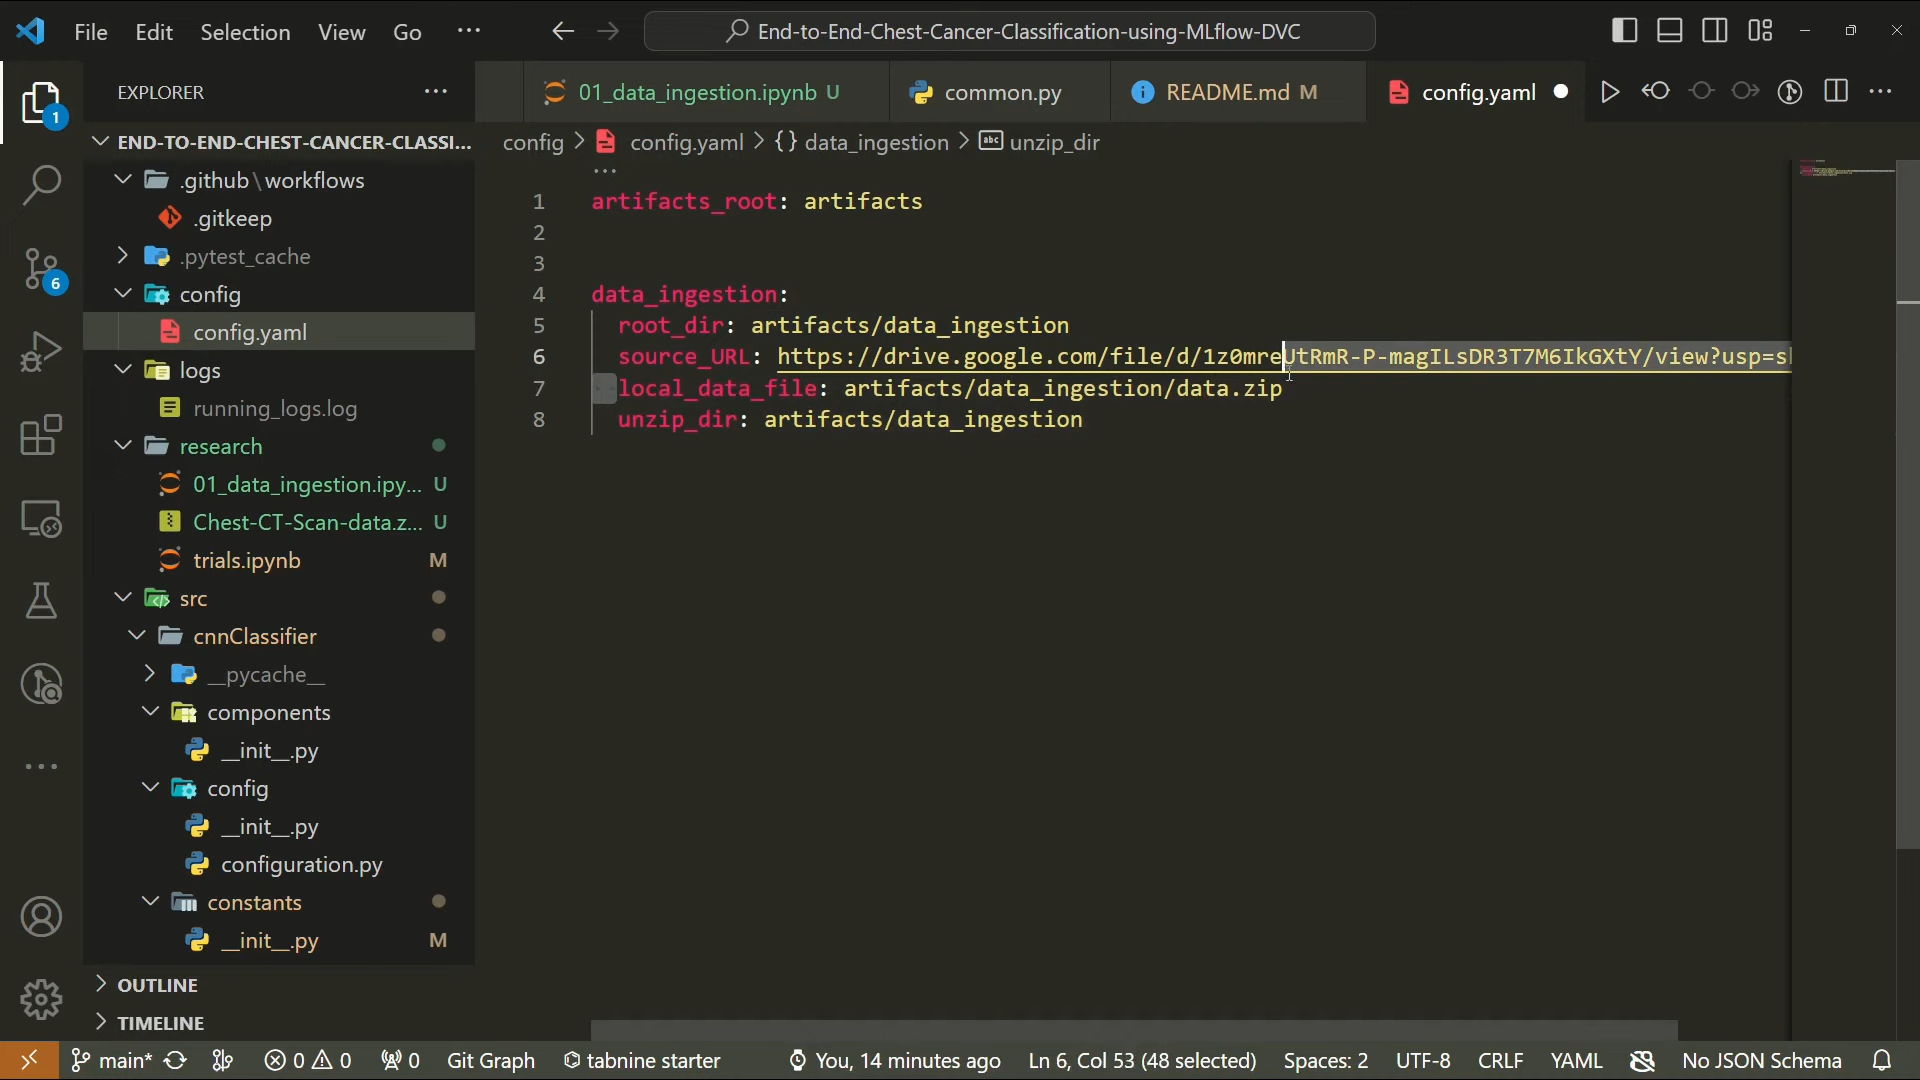 File Edit Selection View Go ... End-to-End-Chest-Cancer-Classification-using-MLflow-DVC
EXPLORER ...
01_data_ingestion.ipynb U common.py README.md M config.yaml
config > config.yaml > {} data_ingestion > abc unzip_dir
END-TO-END-CHEST-CANCER-CLASSI...
.github\workflows
.gitkeep
.pytest_cache
config
config.yaml
logs
running_logs.log
research
01_data_ingestion.ipy... U
Chest-CT-Scan-data.z... U
trials.ipynb M
src
cnnClassifier
__pycache__
components
__init__.py
config
__init__.py
configuration.py
constants
__init__.py M
OUTLINE
TIMELINE
1
6
...
1 artifacts_root: artifacts
2
3
4 data_ingestion:
5 root_dir: artifacts/data_ingestion
6 source_URL: https://drive.google.com/file/d/1z0mreUtRmR-P-magILsDR3T7M6IkGXtY/view?usp=s
7 local_data_file: artifacts/data_ingestion/data.zip
8 unzip_dir: artifacts/data_ingestion
main* 0 0 0 Git Graph tabnine starter You, 14 minutes ago Ln 6, Col 53 (48 selected) Spaces: 2 UTF-8 CRLF YAML No JSON Schema